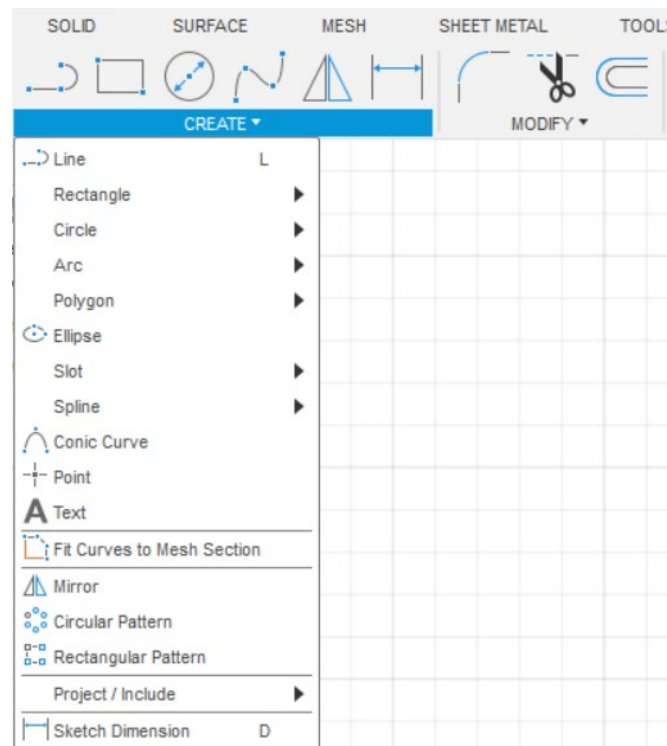 SOLID SURFACE MESH SHEET METAL TOOLS
CREATE ▾ MODIFY ▾
Line L
Rectangle
Circle
Arc
Polygon
Ellipse
Slot
Spline
Conic Curve
Point
A Text
Fit Curves to Mesh Section
Mirror
Circular Pattern
Rectangular Pattern
Project / Include
Sketch Dimension D